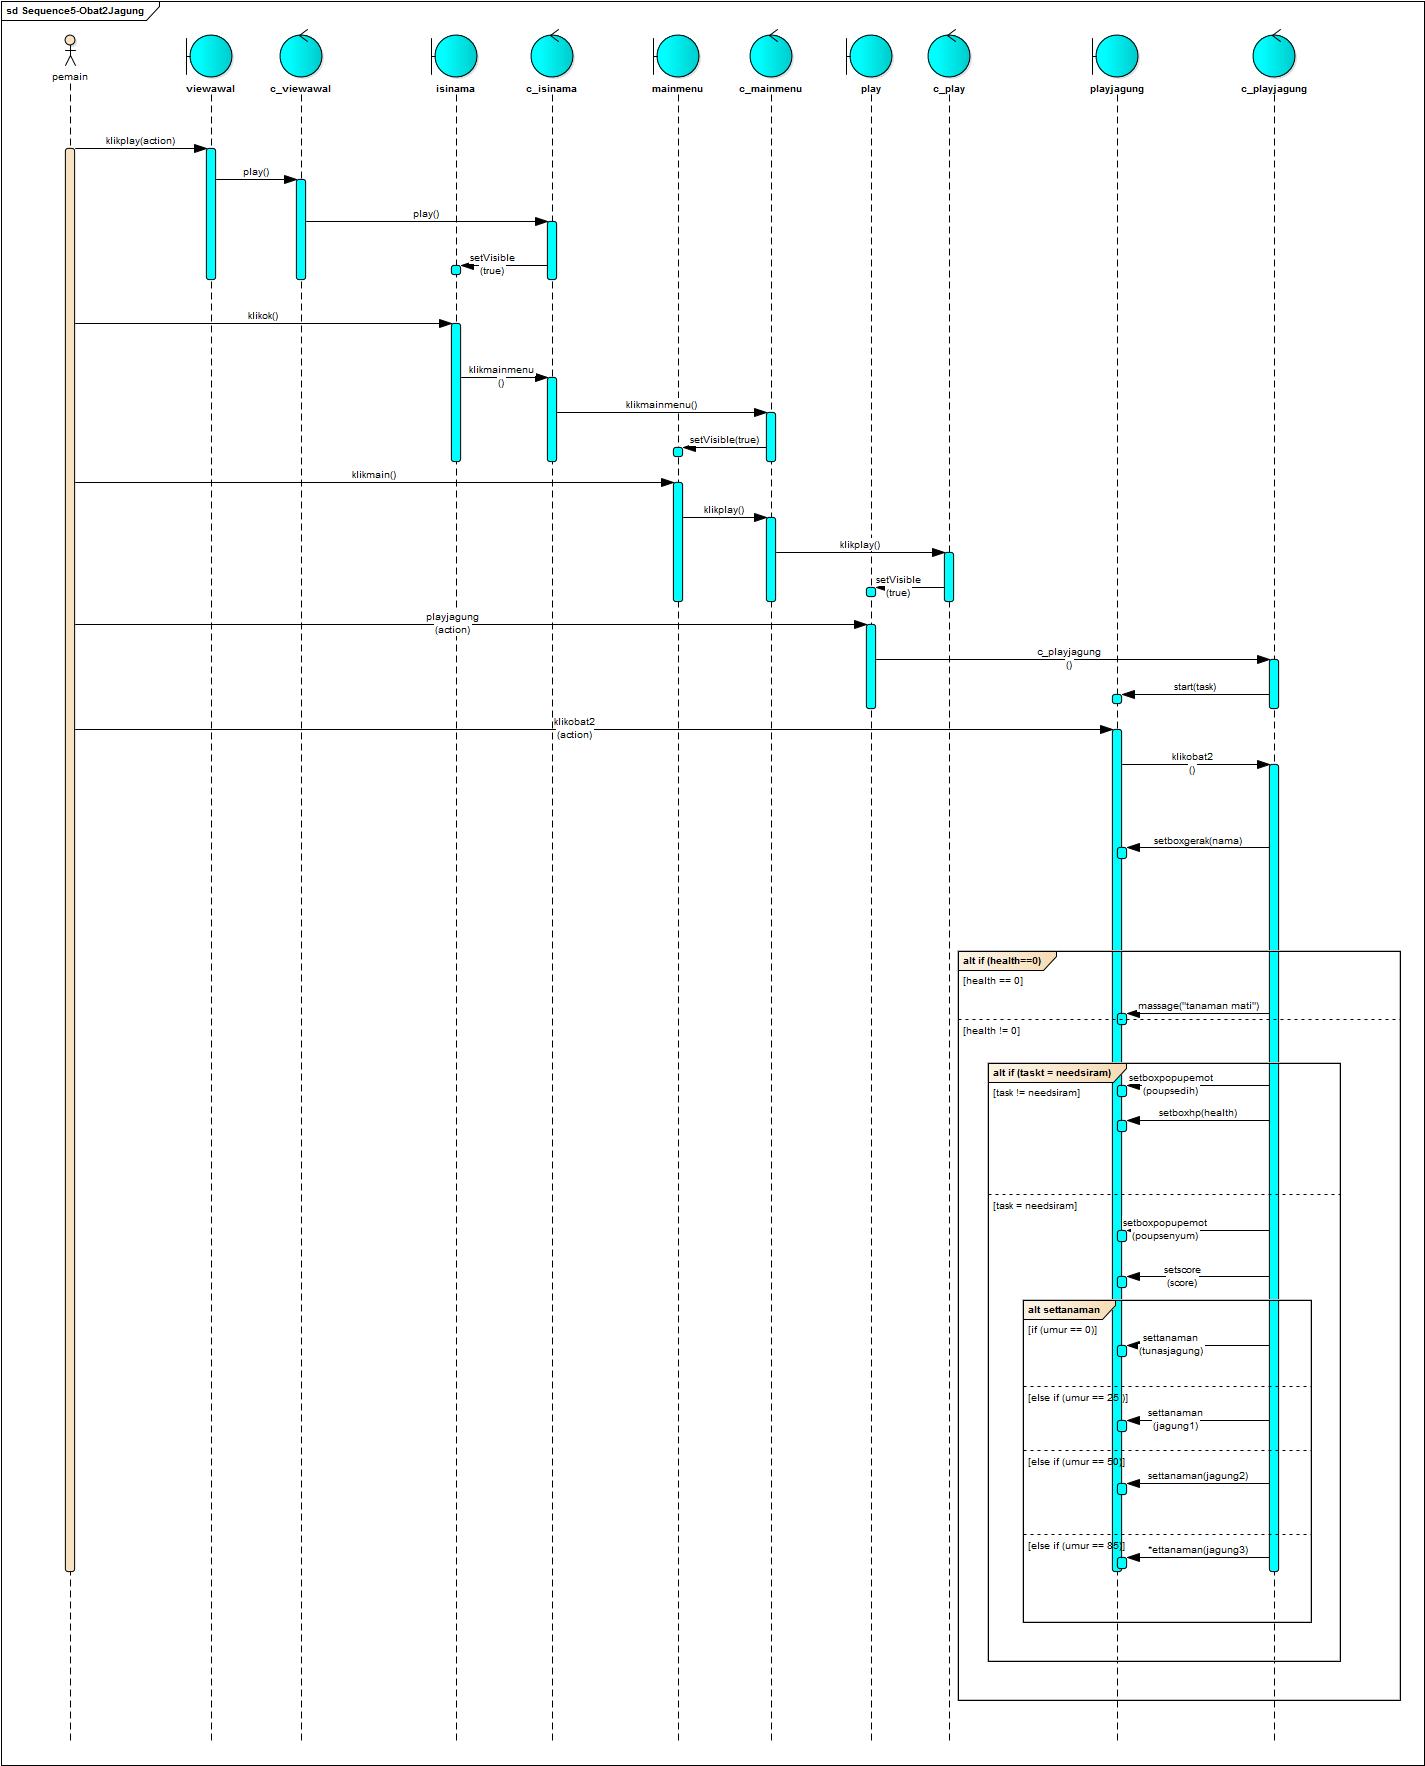 sd Sequence5-Obat2Jagung
pemain
viewawal
c_viewawal
isinama
c_isinama
mainmenu
c_mainmenu
play
c_play
playjagung
c_playjagung
klikplay(action)
play()
play()
setVisible
(true)
klikok()
klikmainmenu
()
klikmainmenu()
setVisible(true)
klikmain()
klikplay()
klikplay()
setVisible
(true)
playjagung
(action)
c_playjagung
()
start(task)
klikobat2
(action)
klikobat2
()
setboxgerak(nama)
alt if (health==0)
[health == 0]
massage("tanaman mati")
[health != 0]
alt if (taskt = needsiram)
setboxpopupemot
(poupsedih)
[task != needsiram]
setboxhp(health)
[task = needsiram]
setboxpopupemot
(poupsenyum)
setscore
(score)
alt settanaman
[if (umur == 0)]
settanaman
(tunasjagung)
[else if (umur == 25 )]
settanaman
(jagung1)
[else if (umur == 50)]
settanaman(jagung2)
[else if (umur == 85)]
*ettanaman(jagung3)